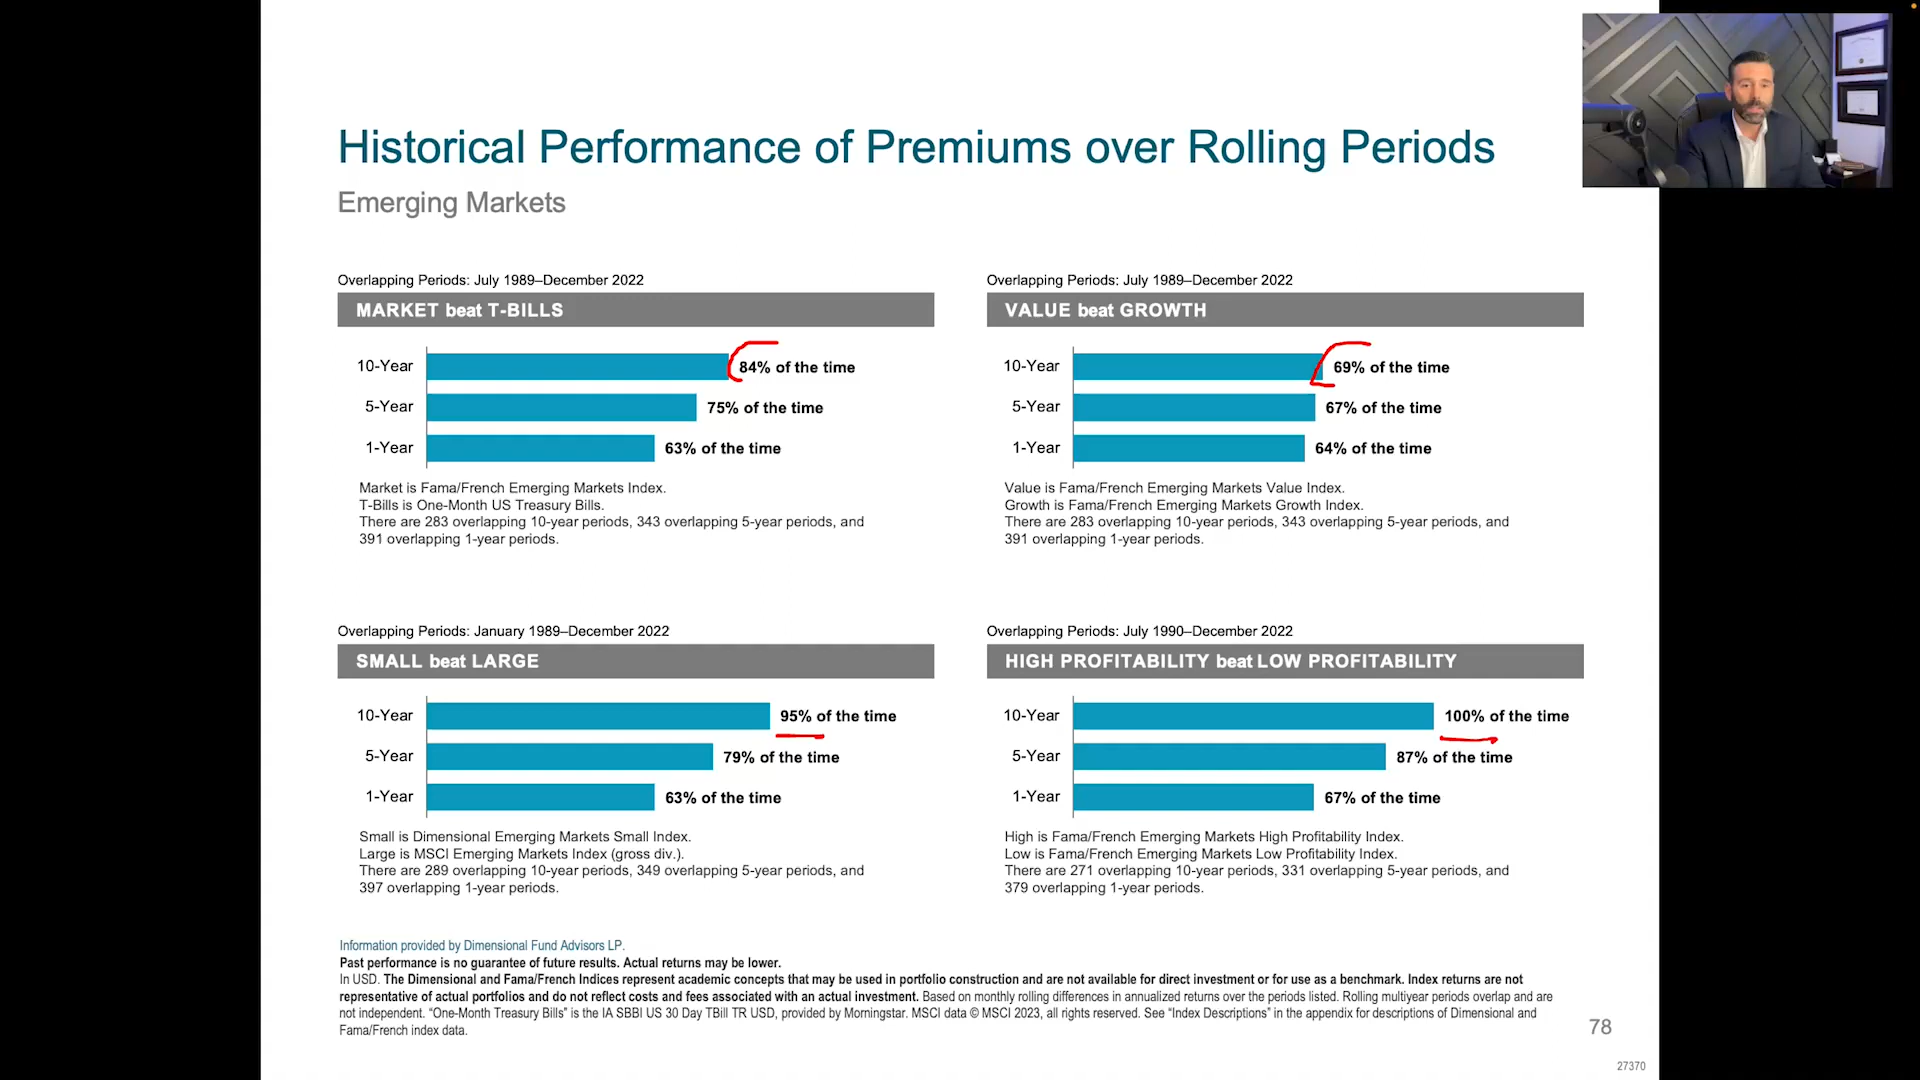 Historical Performance of Premiums over Rolling Periods
Emerging Markets
Overlapping Periods: July 1989–December 2022
MARKET beat T-BILLS
10-Year 84% of the time
5-Year 75% of the time
1-Year 63% of the time
Market is Fama/French Emerging Markets Index.
T-Bills is One-Month US Treasury Bills.
There are 283 overlapping 10-year periods, 343 overlapping 5-year periods, and
391 overlapping 1-year periods.
Overlapping Periods: July 1989–December 2022
VALUE beat GROWTH
10-Year 69% of the time
5-Year 67% of the time
1-Year 64% of the time
Value is Fama/French Emerging Markets Value Index.
Growth is Fama/French Emerging Markets Growth Index.
There are 283 overlapping 10-year periods, 343 overlapping 5-year periods, and
391 overlapping 1-year periods.
Overlapping Periods: January 1989–December 2022
SMALL beat LARGE
10-Year 95% of the time
5-Year 79% of the time
1-Year 63% of the time
Small is Dimensional Emerging Markets Small Index.
Large is MSCI Emerging Markets Index (gross div.).
There are 289 overlapping 10-year periods, 349 overlapping 5-year periods, and
397 overlapping 1-year periods.
Overlapping Periods: July 1990–December 2022
HIGH PROFITABILITY beat LOW PROFITABILITY
10-Year 100% of the time
5-Year 87% of the time
1-Year 67% of the time
High is Fama/French Emerging Markets High Profitability Index.
Low is Fama/French Emerging Markets Low Profitability Index.
There are 271 overlapping 10-year periods, 331 overlapping 5-year periods, and
379 overlapping 1-year periods.
Information provided by Dimensional Fund Advisors LP.
Past performance is no guarantee of future results. Actual returns may be lower.
In USD. The Dimensional and Fama/French Indices represent academic concepts that may be used in portfolio construction and are not available for direct investment or for use as a benchmark. Index returns are not
representative of actual portfolios and do not reflect costs and fees associated with an actual investment. Based on monthly rolling differences in annualized returns over the periods listed. Rolling multiyear periods overlap and are
not independent. “One-Month Treasury Bills” is the IA SBBI US 30 Day TBill TR USD, provided by Morningstar. MSCI data © MSCI 2023, all rights reserved. See “Index Descriptions” in the appendix for descriptions of Dimensional and
Fama/French index data.
78
27370